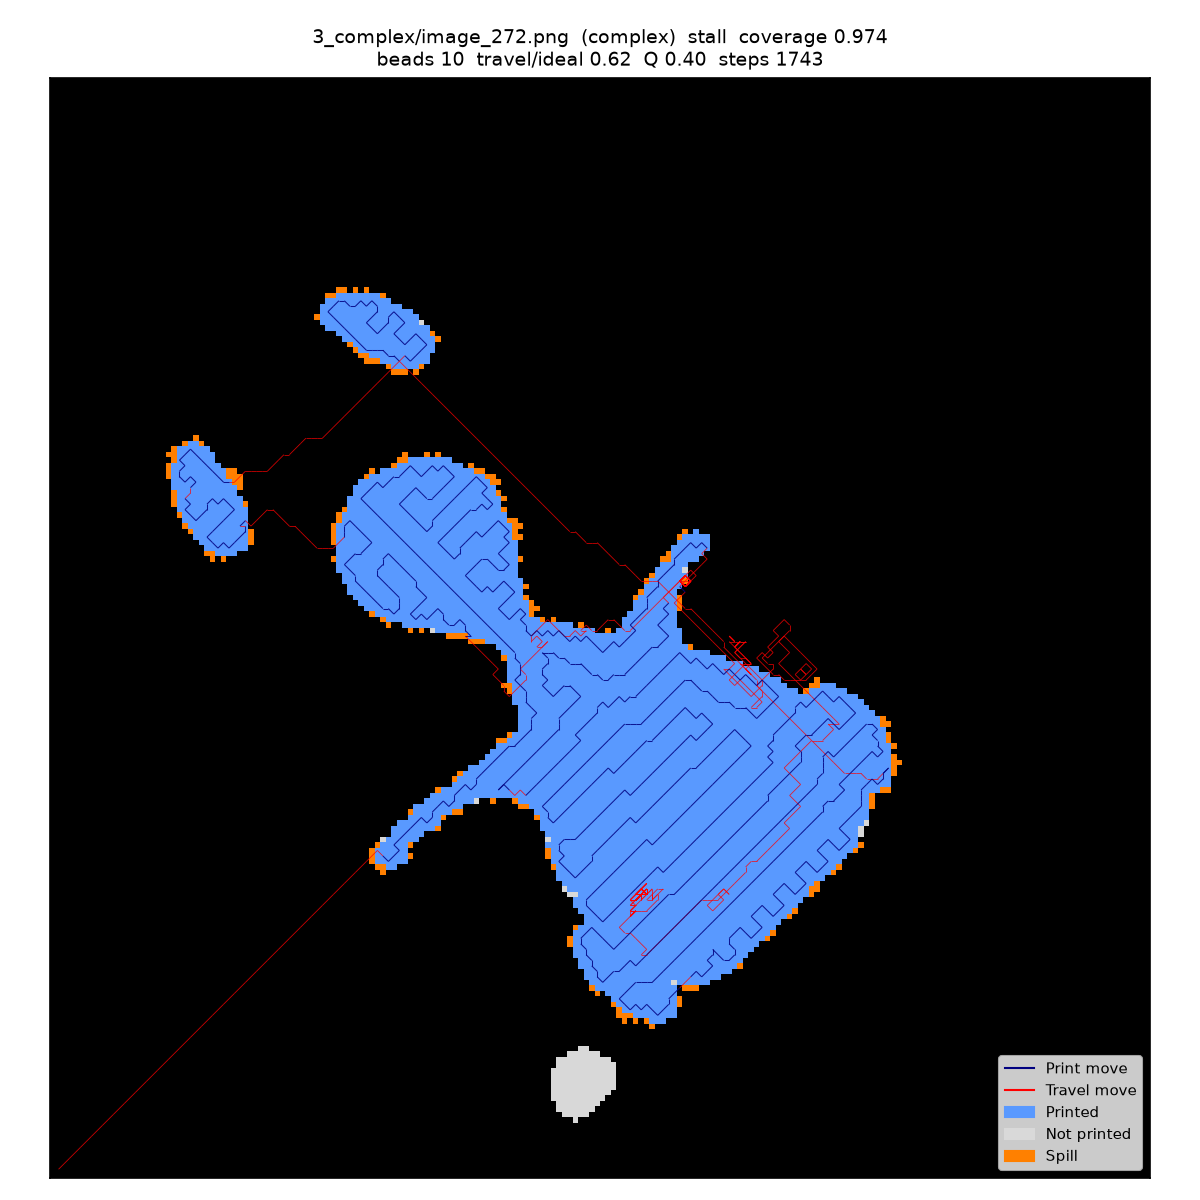 3_complex/image_272.png  (complex)  stall  coverage 0.974
beads 10  travel/ideal 0.62  Q 0.40  steps 1743
Print move
Travel move
Printed
Not printed
Spill